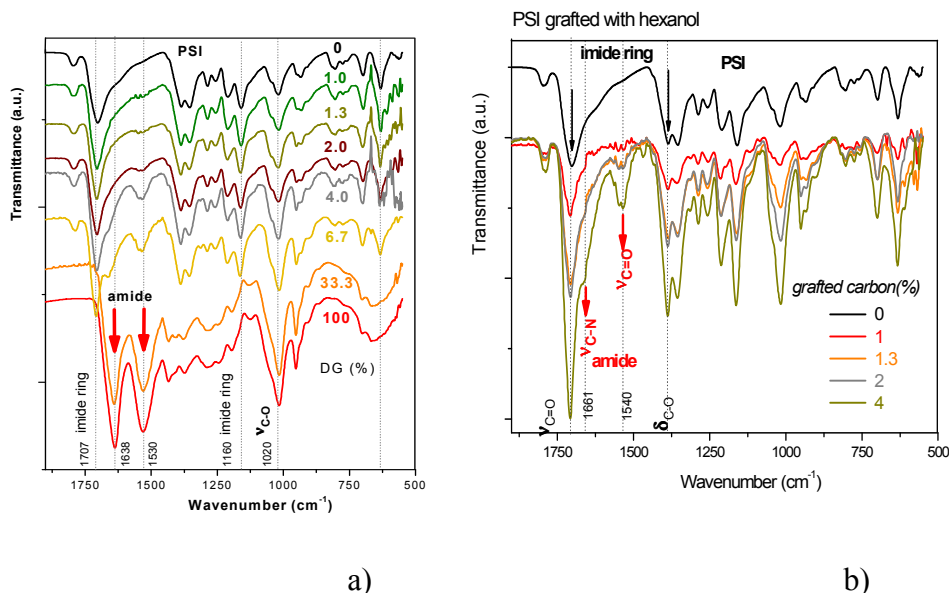 PSI
0
1.0
1.3
2.0
4.0
6.7
33.3
100
amide
DG (%)
1707 imide ring
1638
1530
1160 imide ring
1020 νC-O
Transmittance (a.u.)
1750 1500 1250 1000 750 500
Wavenumber (cm-1)
a)
PSI grafted with hexanol
imide ring
PSI
νC=O
νC-N
amide
grafted carbon(%)
0
1
1.3
2
4
νC=O
1661
1540
δC-O
Transmittance (a.u.)
1750 1500 1250 1000 750 500
Wavenumber (cm-1)
b)